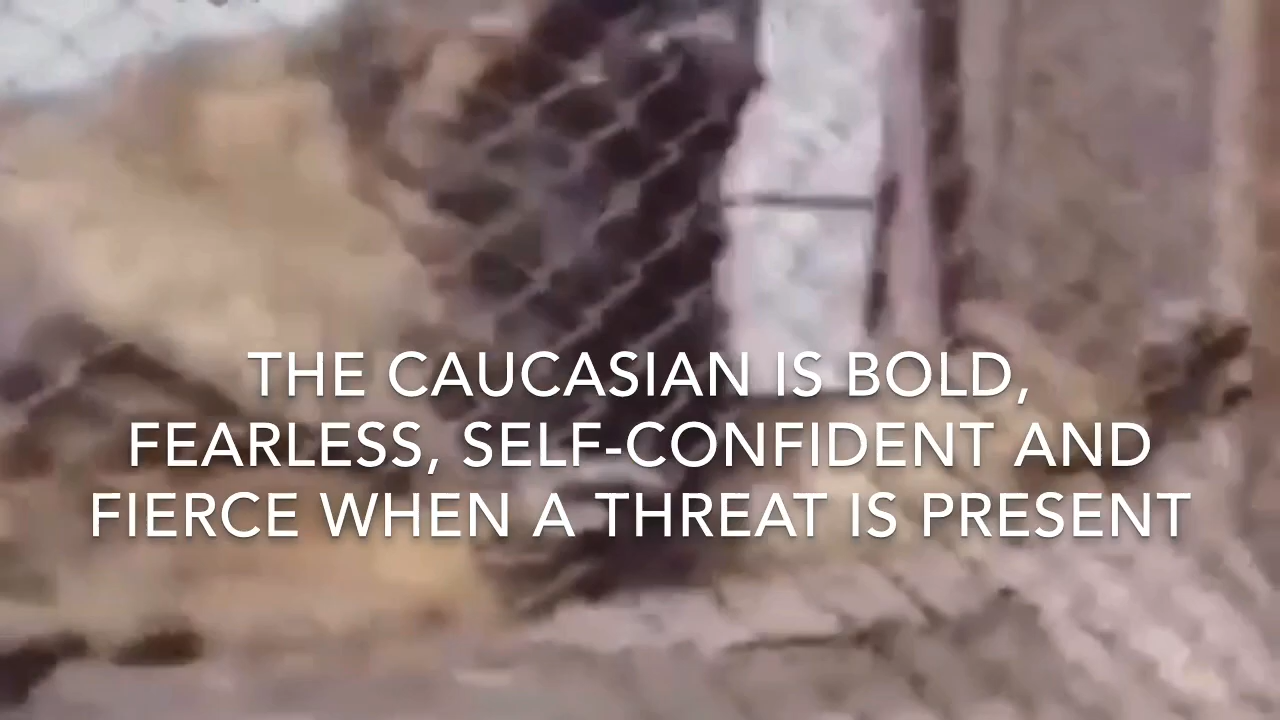 THE CAUCASIAN IS BOLD,
FEARLESS, SELF-CONFIDENT AND
FIERCE WHEN A THREAT IS PRESENT